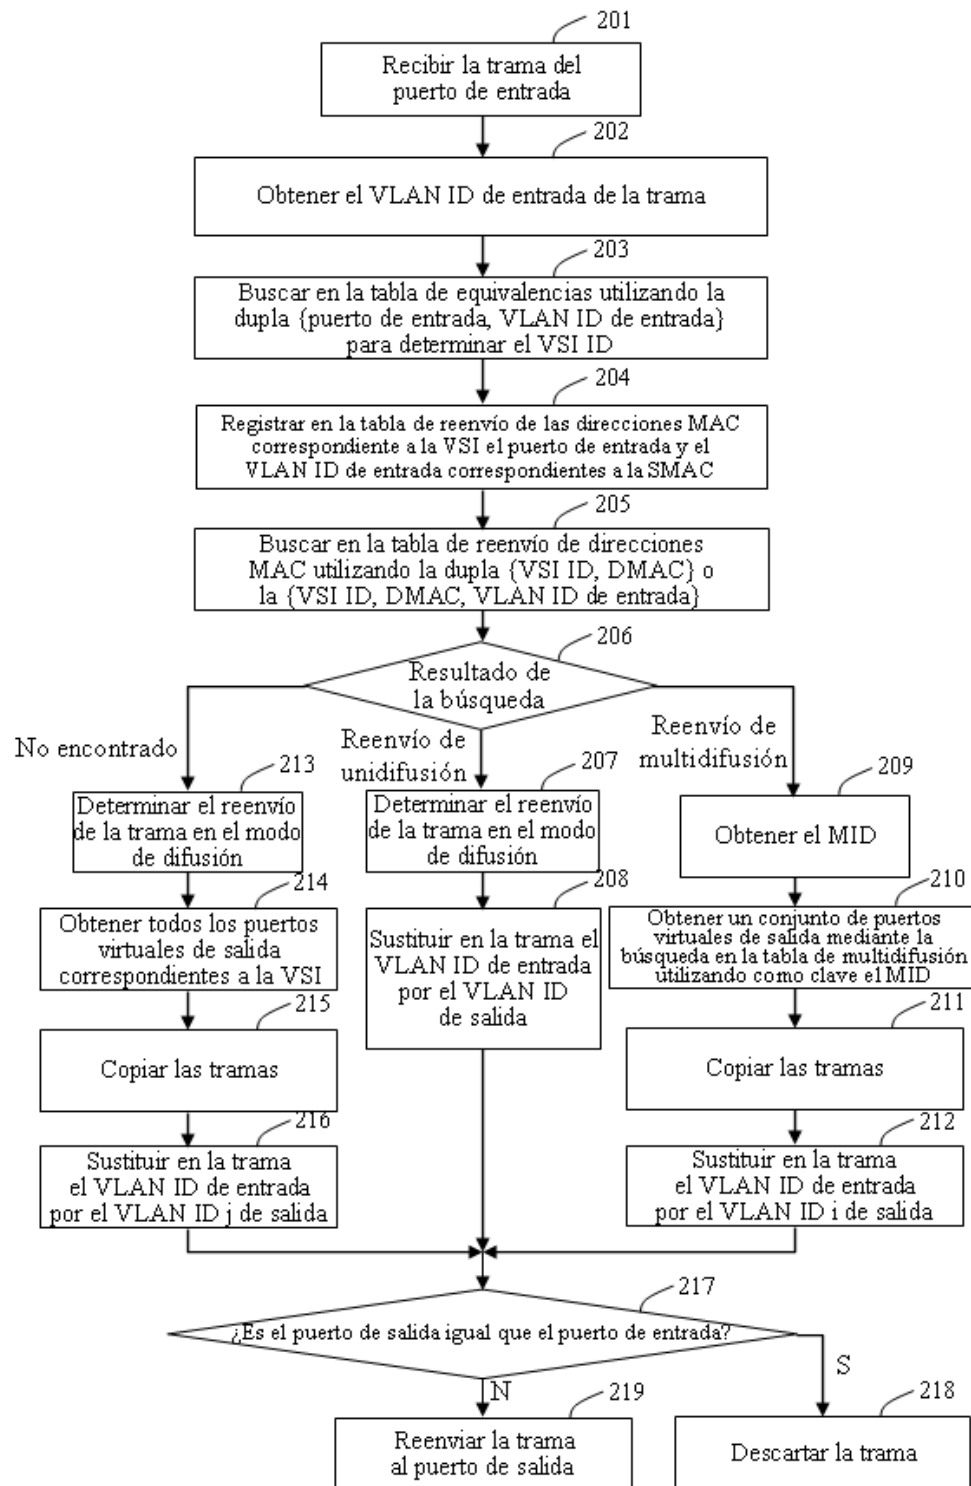 201
Recibir la trama del
puerto de entrada
202
Obtener el VLAN ID de entrada de la trama
203
Buscar en la tabla de equivalencias utilizando la
dupla {puerto de entrada, VLAN ID de entrada}
para determinar el VSI ID
204
Registrar en la tabla de reenvío de las direcciones MAC
correspondiente a la VSI el puerto de entrada y el
VLAN ID de entrada correspondientes a la SMAC
205
Buscar en la tabla de reenvío de direcciones
MAC utilizando la dupla {VSI ID, DMAC} o
la {VSI ID, DMAC, VLAN ID de entrada}
206
Resultado de
la búsqueda
No encontrado
213
Determinar el reenvío
de la trama en el modo
de difusión
214
Obtener todos los puertos
virtuales de salida
correspondientes a la VSI
215
Copiar las tramas
216
Sustituir en la trama
el VLAN ID de entrada
por el VLAN ID j de salida
Reenvío de
unidifusión
207
Determinar el reenvío
de la trama en el modo
de difusión
208
Sustituir en la trama el
VLAN ID de entrada
por el VLAN ID
de salida
Reenvío de
multidifusión
209
Obtener el MID
210
Obtener un conjunto de puertos
virtuales de salida mediante la
búsqueda en la tabla de multidifusión
utilizando como clave el MID
211
Copiar las tramas
212
Sustituir en la trama
el VLAN ID de entrada
por el VLAN ID i de salida
217
¿Es el puerto de salida igual que el puerto de entrada?
N
219
Reenviar la trama
al puerto de salida
S
218
Descartar la trama